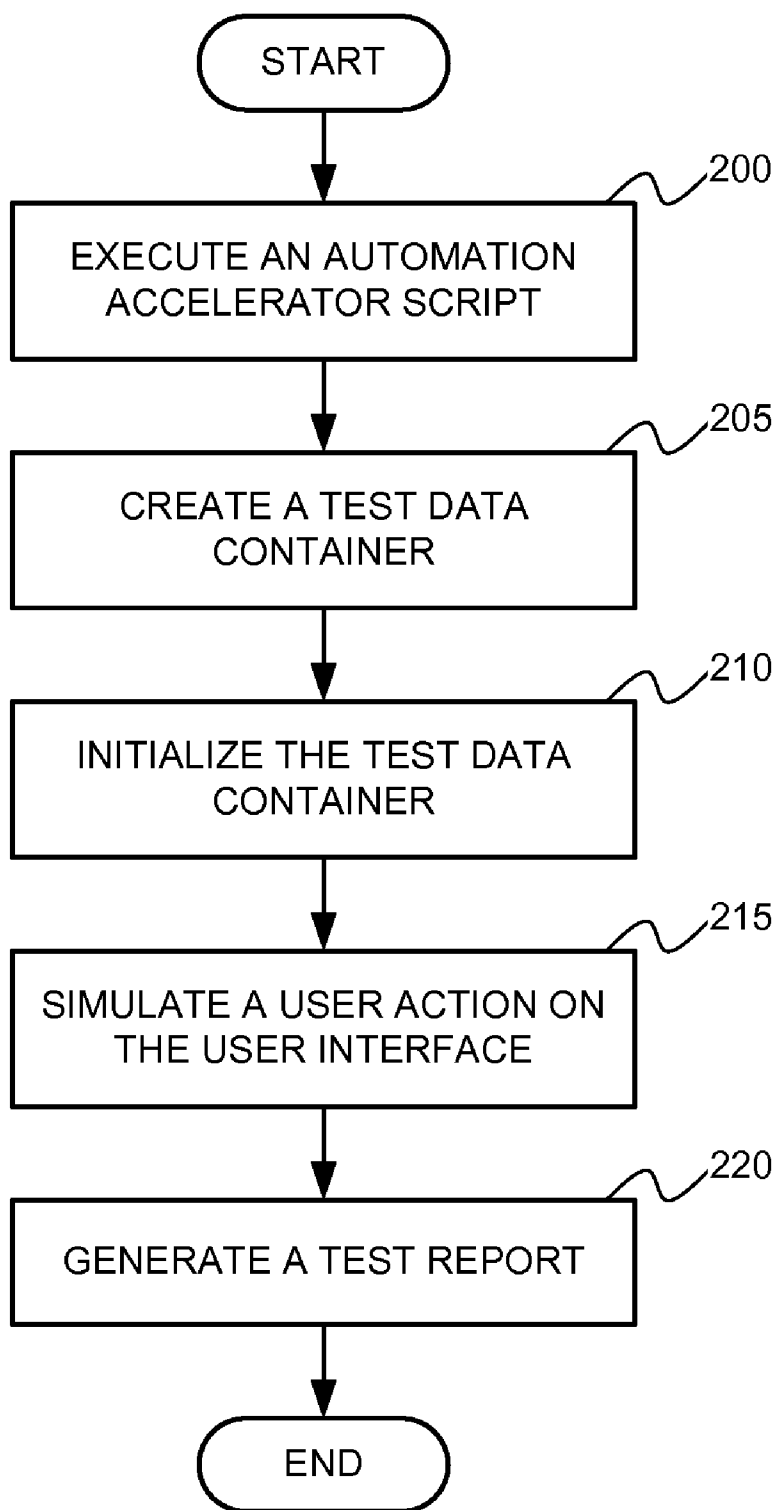 START
200
EXECUTE AN AUTOMATION
ACCELERATOR SCRIPT
205
CREATE A TEST DATA
CONTAINER
210
INITIALIZE THE TEST DATA
CONTAINER
215
SIMULATE A USER ACTION ON
THE USER INTERFACE
220
GENERATE A TEST REPORT
END